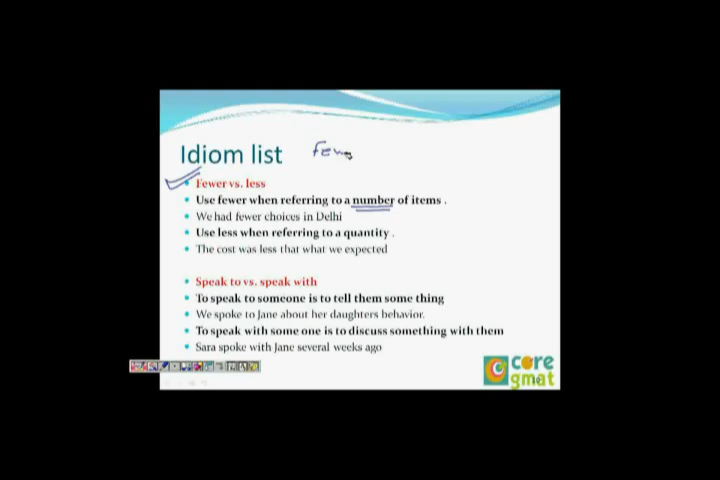 Idiom list
Fewer vs. less
Use fewer when referring to a number of items .
We had fewer choices in Delhi
Use less when referring to a quantity .
The cost was less that what we expected
Speak to vs. speak with
To speak to someone is to tell them some thing
We spoke to Jane about her daughters behavior.
To speak with some one is to discuss something with them
Sara spoke with Jane several weeks ago
core
gmat